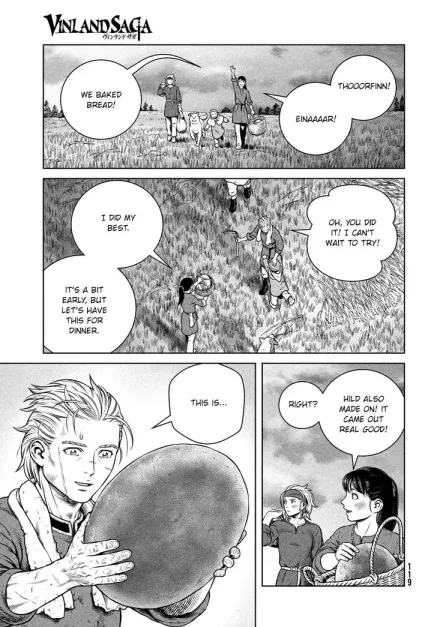 VINLAND SAGA
ヴィンランド・サガ
THOOORFINN!
EINAAAAR!
WE BAKED
BREAD!
OH, YOU DID
IT! I CAN'T
WAIT TO TRY!
I DID MY
BEST.
IT'S A BIT
EARLY, BUT
LET'S HAVE
THIS FOR
DINNER.
HILD ALSO
MADE ON! IT
CAME OUT
REAL GOOD!
RIGHT?
THIS IS...
119